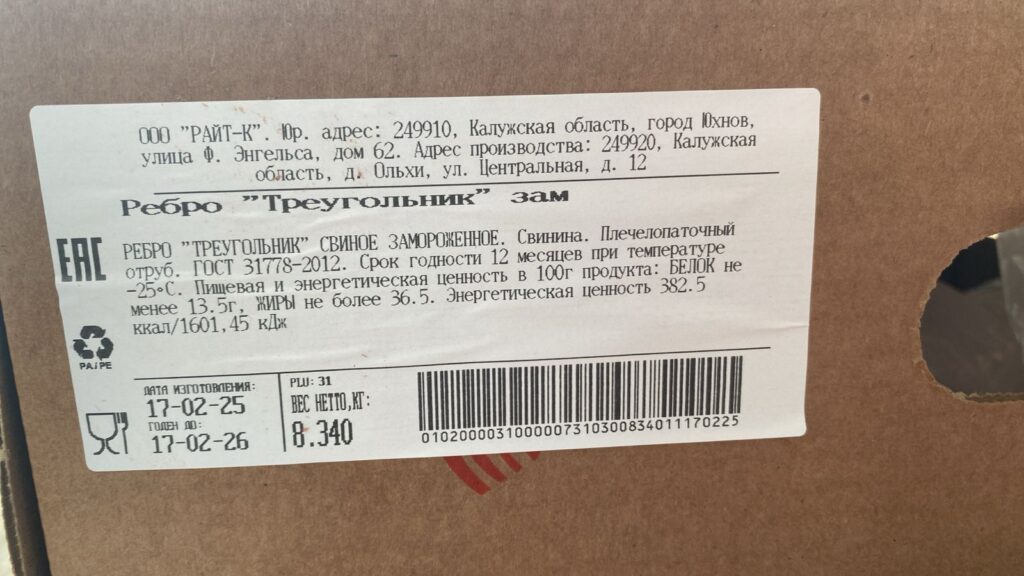 ООО "РАЙТ-К". Юр. адрес: 249910, Калужская область, город Юхнов,
улица Ф. Энгельса, дом 62. Адрес производства: 249920, Калужская
область, д. Ольхи, ул. Центральная, д. 12
Ребро "Треугольник" зам
EAC
РЕБРО "ТРЕУГОЛЬНИК" СВИНОЕ ЗАМОРОЖЕННОЕ. Свинина. Плечелопаточный
отруб. ГОСТ 31778-2012. Срок годности 12 месяцев при температуре
-25°С. Пищевая и энергетическая ценность в 100г продукта: БЕЛОК не
менее 13.5г, ЖИРЫ не более 36.5. Энергетическая ценность 382.5
ккал/1601,45 кДж
PA/PE
ДАТА ИЗГОТОВЛЕНИЯ:
17-02-25
ГОДЕН ДО:
17-02-26
PLU: 31
ВЕС НЕТТО,КГ:
8.340
0102000031000007310300834011170225